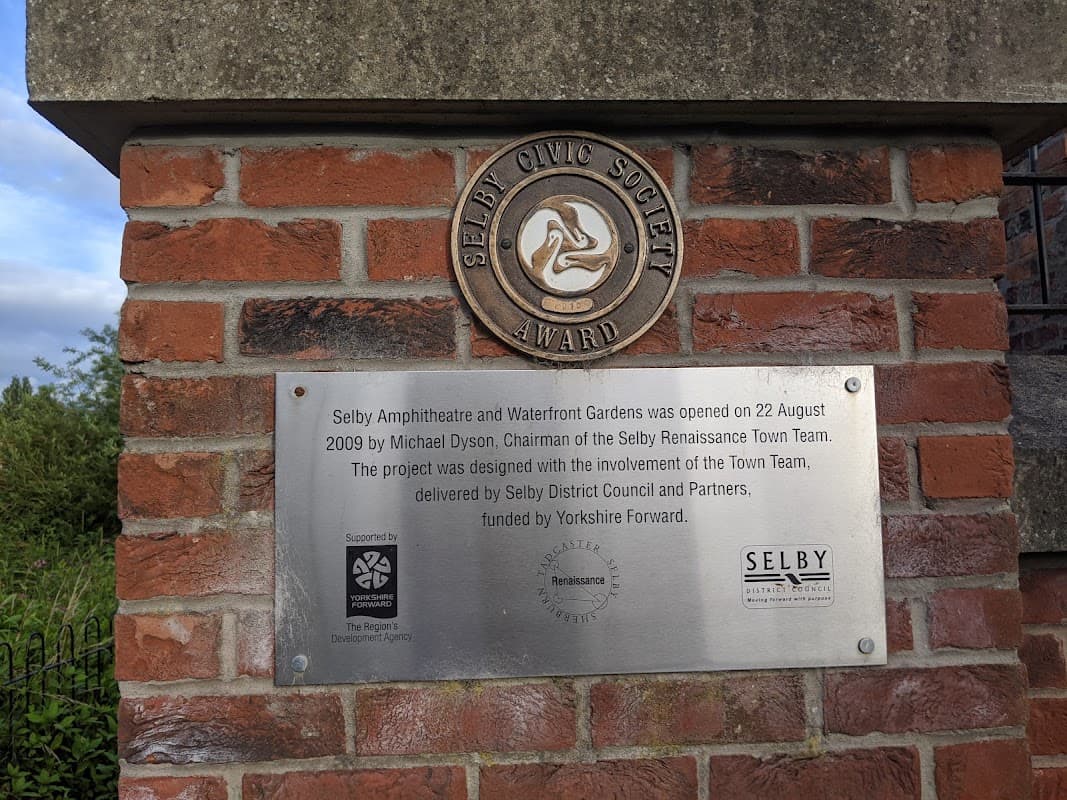 SELBY CIVIC SOCIETY
AWARD
Selby Amphitheatre and Waterfront Gardens was opened on 22 August
2009 by Michael Dyson, Chairman of the Selby Renaissance Town Team.
The project was designed with the involvement of the Town Team,
delivered by Selby District Council and Partners,
funded by Yorkshire Forward.
Supported by
YORKSHIRE
FORWARD
The Region's
Development Agency
TADCASTER SELBY
Renaissance
SHERBURN
SELBY
DISTRICT COUNCIL
Moving forward with purpose